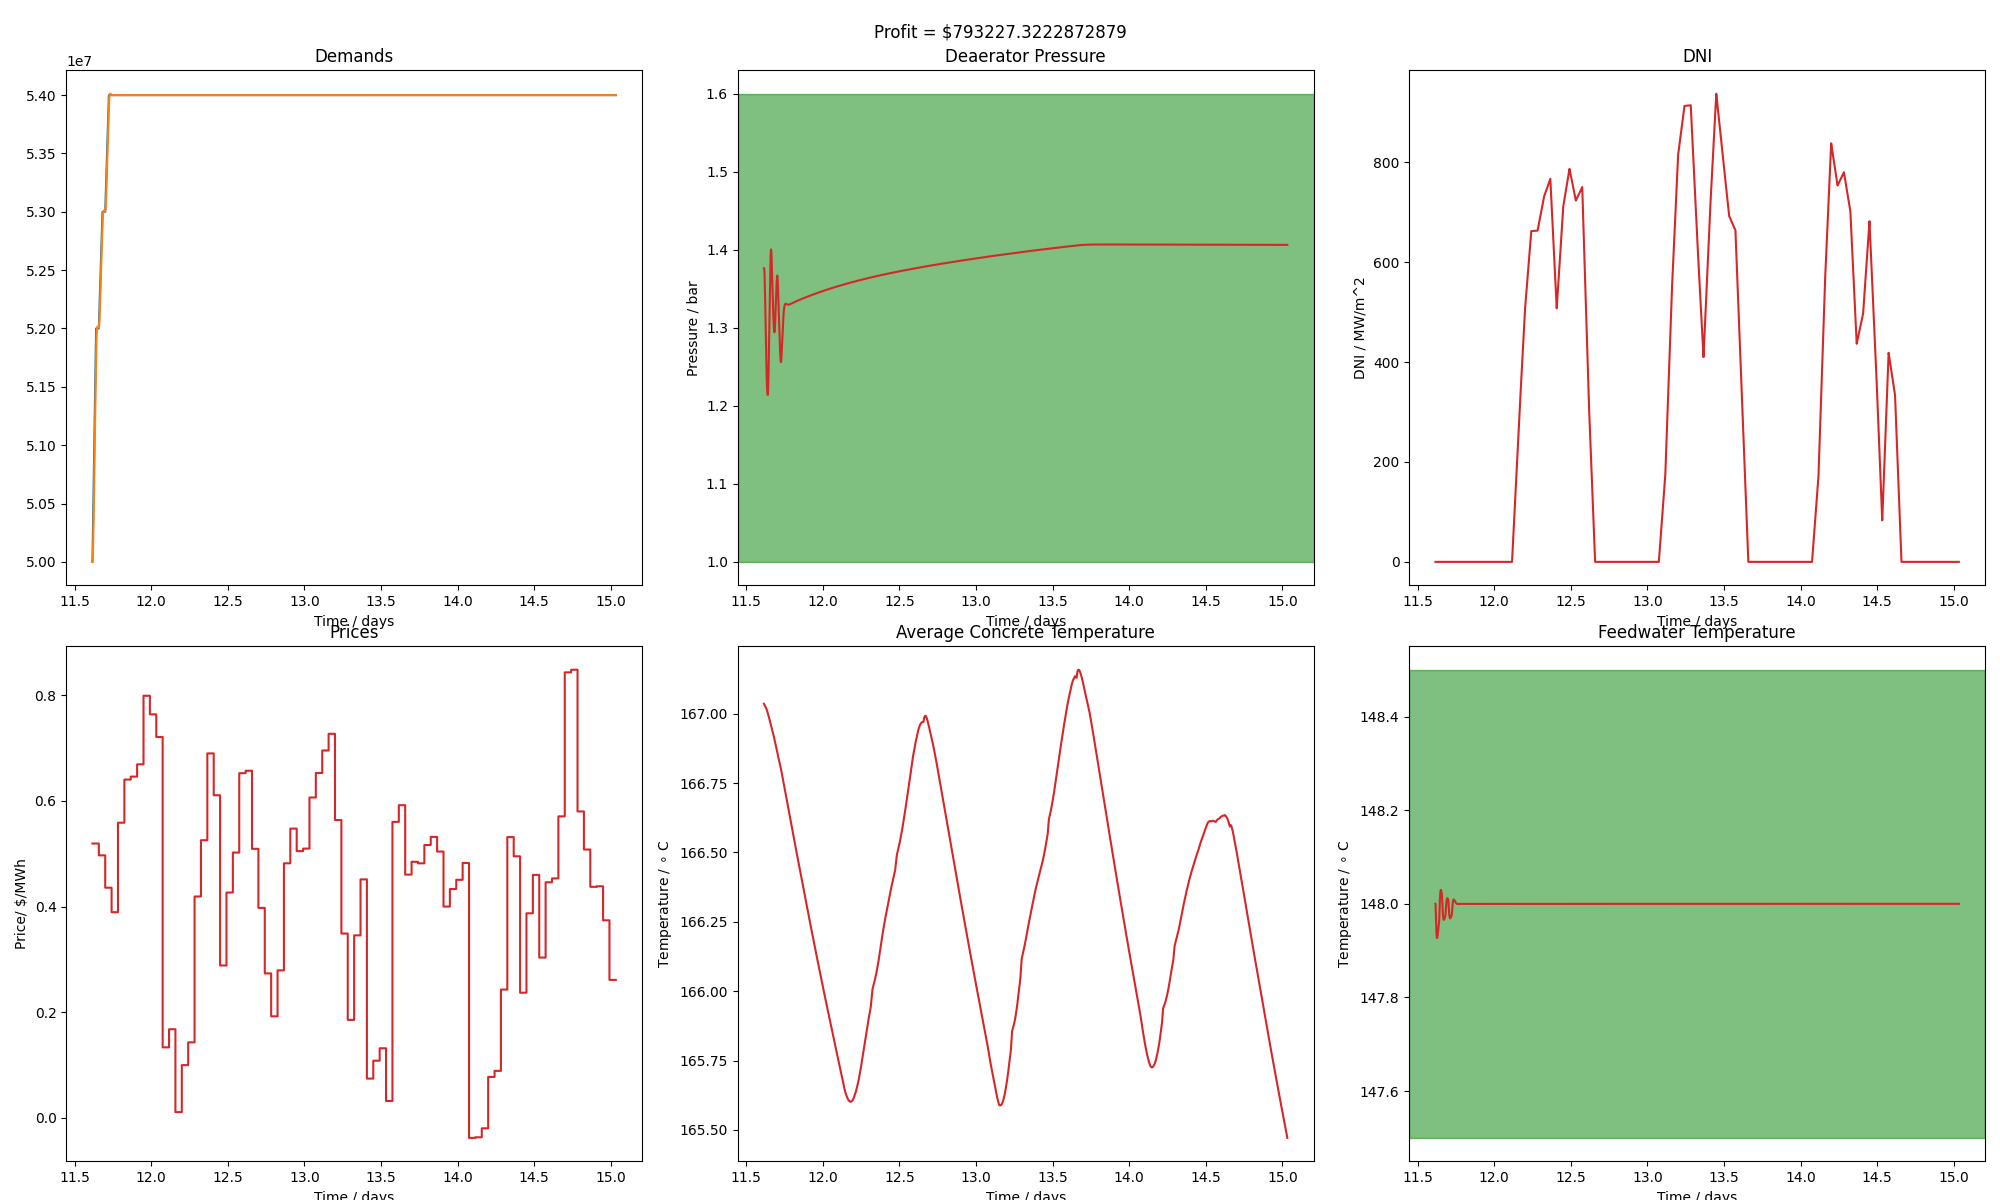 Profit = $793227.3222872879
Demands
1e7
5.40
5.35
5.30
5.25
5.20
5.15
5.10
5.05
5.00
11.5 12.0 12.5 13.0 13.5 14.0 14.5 15.0
Time / days
Deaerator Pressure
Pressure / bar
1.6
1.5
1.4
1.3
1.2
1.1
1.0
11.5 12.0 12.5 13.0 13.5 14.0 14.5 15.0
Time / days
DNI
DNI / MW/m^2
800
600
400
200
0
11.5 12.0 12.5 13.0 13.5 14.0 14.5 15.0
Time / days
Prices
Price/ $/MWh
0.8
0.6
0.4
0.2
0.0
11.5 12.0 12.5 13.0 13.5 14.0 14.5 15.0
Time / days
Average Concrete Temperature
Temperature / ∘ C
167.00
166.75
166.50
166.25
166.00
165.75
165.50
11.5 12.0 12.5 13.0 13.5 14.0 14.5 15.0
Time / days
Feedwater Temperature
Temperature / ∘ C
148.4
148.2
148.0
147.8
147.6
11.5 12.0 12.5 13.0 13.5 14.0 14.5 15.0
Time / days